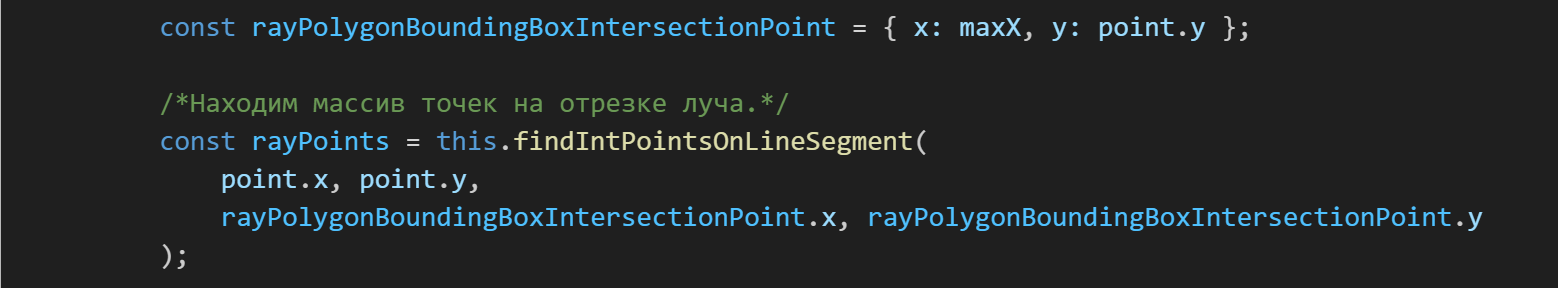 const rayPolygonBoundingBoxIntersectionPoint = { x: maxX, y: point.y };
/*Находим массив точек на отрезке луча.*/
const rayPoints = this.findIntPointsOnLineSegment(
point.x, point.y,
rayPolygonBoundingBoxIntersectionPoint.x, rayPolygonBoundingBoxIntersectionPoint.y
);